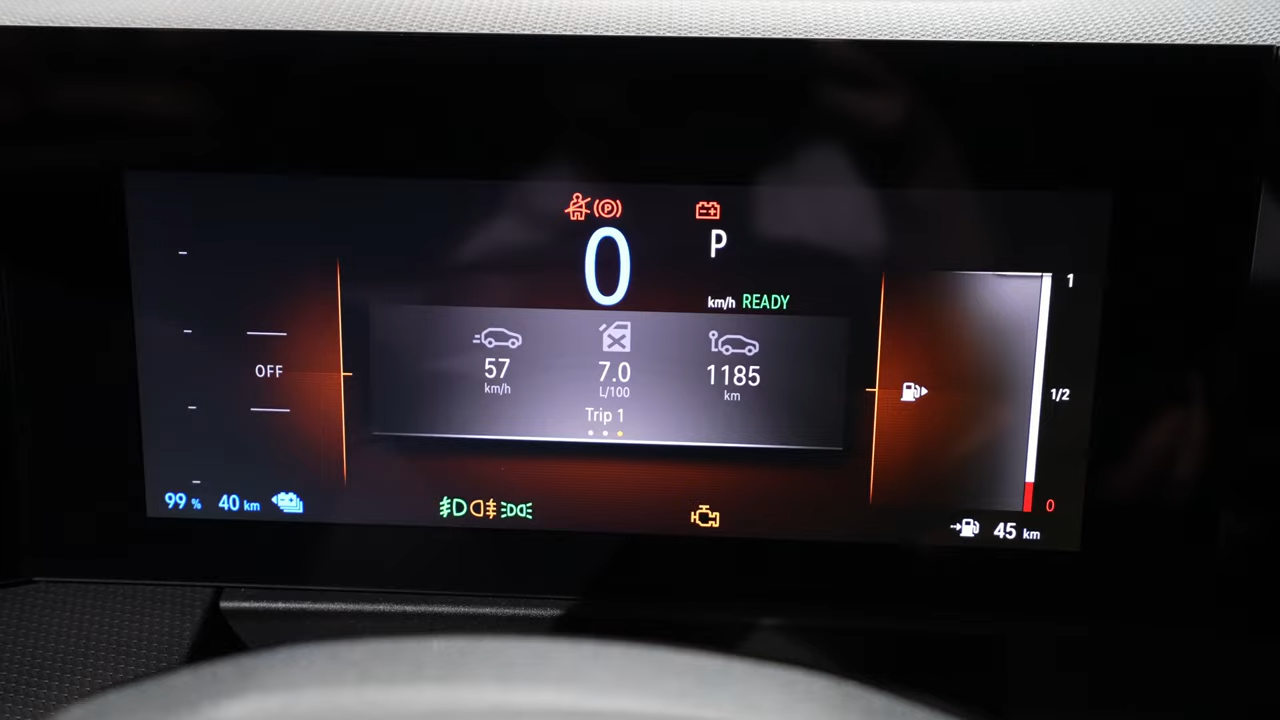 0
P
km/h READY
1
57
km/h
7.0
L/100
1185
km
OFF
1/2
Trip 1
99 %
40 km
0
45 km